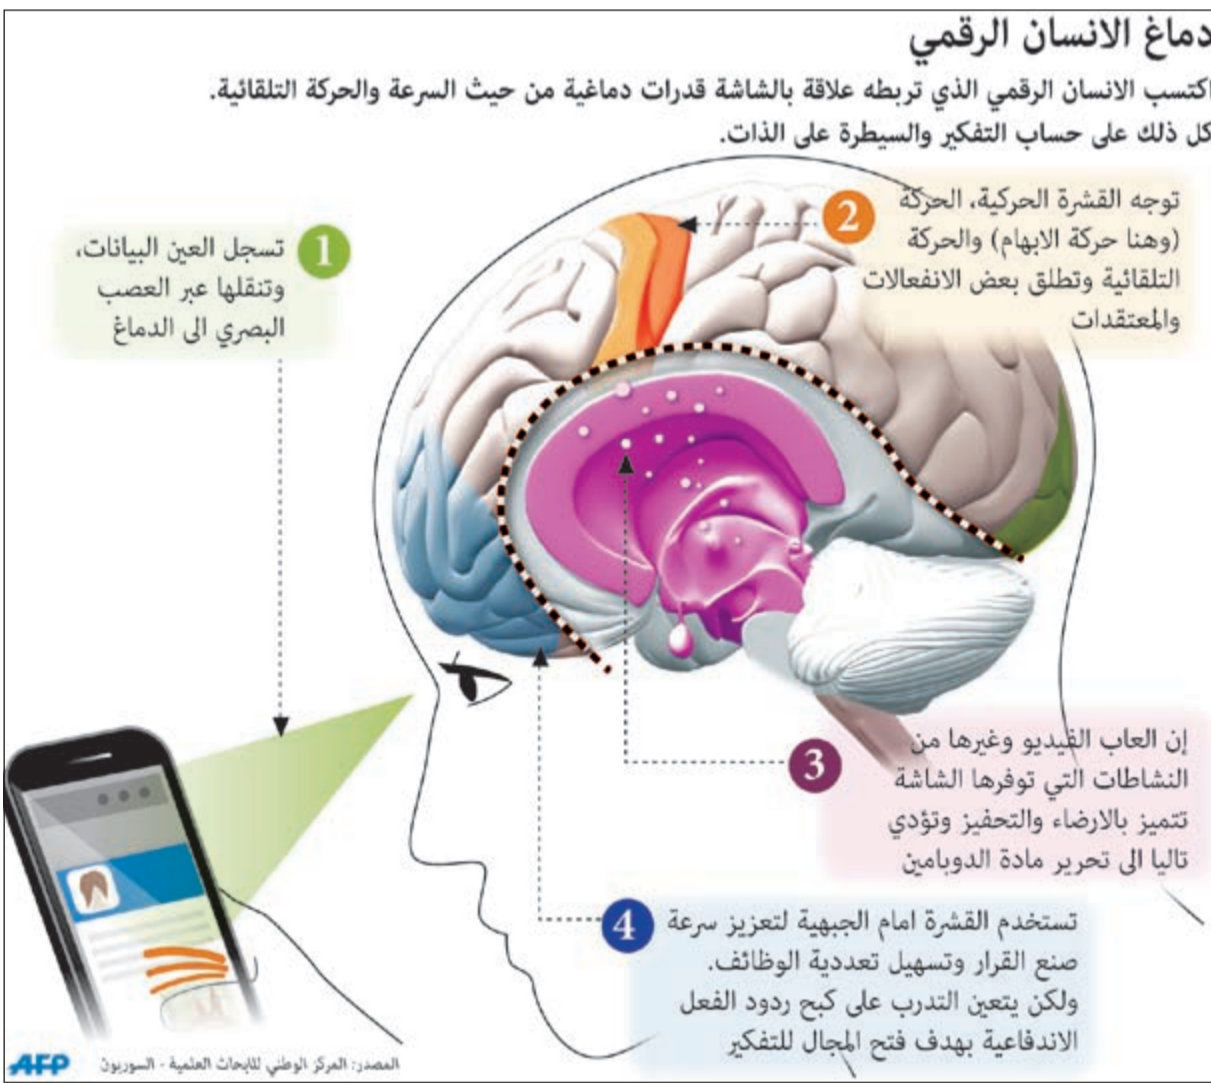 دماغ الانسان الرقمي
اكتسب الانسان الرقمي الذي تربطه علاقة بالشاشة قدرات دماغية من حيث السرعة والحركة التلقائية.
كل ذلك على حساب التفكير والسيطرة على الذات.
1
تسجل العين البيانات،
وتنقلها عبر العصب
البصري الى الدماغ
2
توجه القشرة الحركية، الحركة
(وهنا حركة الابهام) والحركة
التلقائية وتطلق بعض الانفعالات
والمعتقدات
3
إن العاب الفيديو وغيرها من
النشاطات التي توفرها الشاشة
تتميز بالارضاء والتحفيز وتؤدي
تاليا الى تحرير مادة الدوبامين
4
تستخدم القشرة امام الجبهية لتعزيز سرعة
صنع القرار وتسهيل تعددية الوظائف.
ولكن يتعين التدرب على كبح ردود الفعل
الاندفاعية بهدف فتح المجال للتفكير
المصدر: المركز الوطني للابحاث العلمية - السوربون
AFP